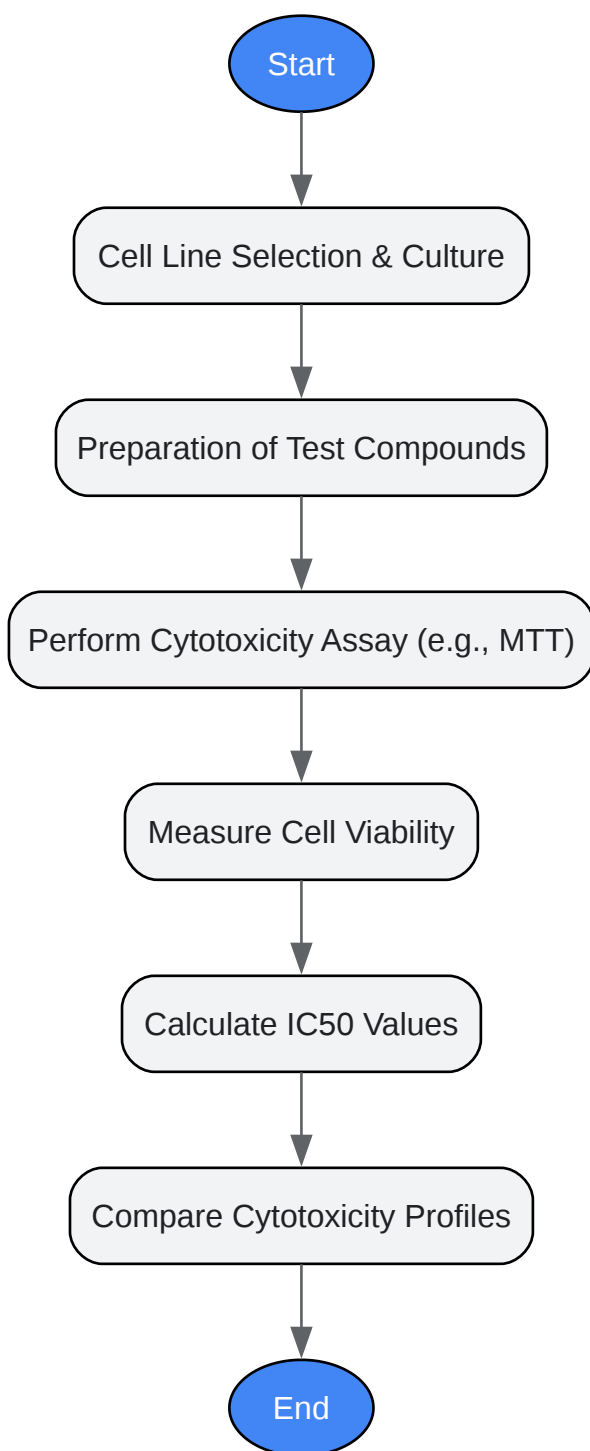 Start
Cell Line Selection & Culture
Preparation of Test Compounds
Perform Cytotoxicity Assay (e.g., MTT)
Measure Cell Viability
Calculate IC50 Values
Compare Cytotoxicity Profiles
End